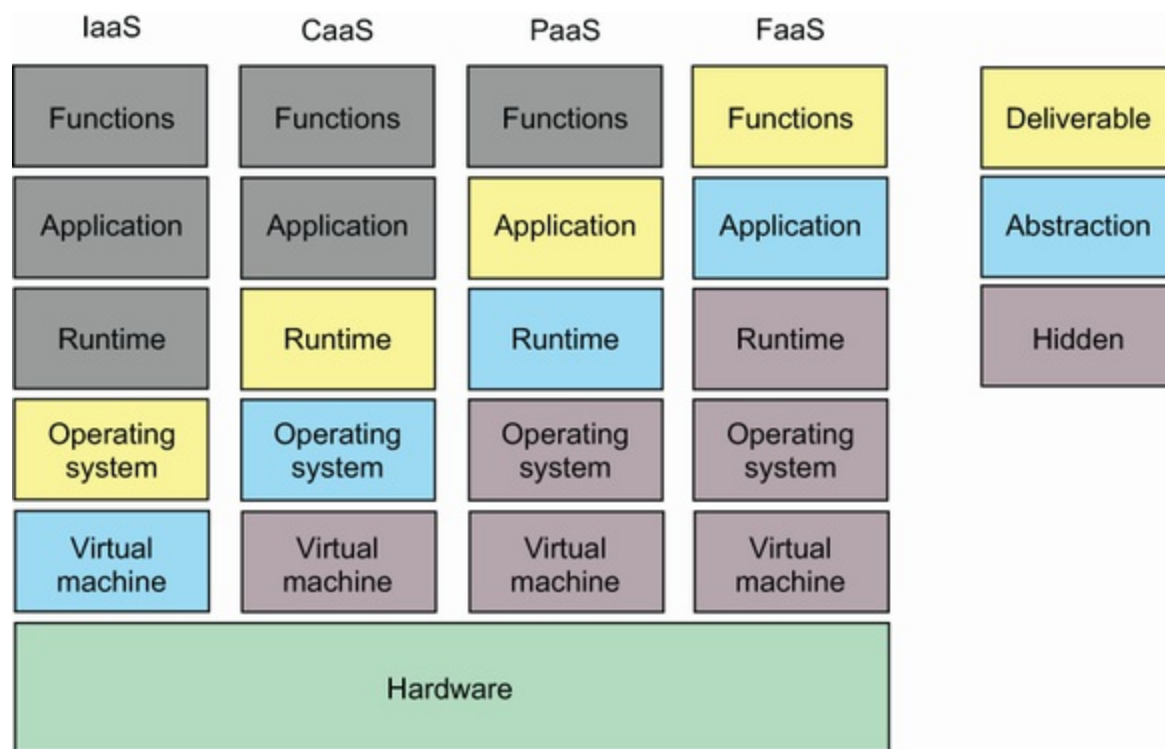 IaaS
CaaS
PaaS
FaaS
Functions
Functions
Functions
Functions
Deliverable
Application
Application
Application
Application
Abstraction
Runtime
Runtime
Runtime
Runtime
Hidden
Operating
system
Operating
system
Operating
system
Operating
system
Virtual
machine
Virtual
machine
Virtual
machine
Virtual
machine
Hardware